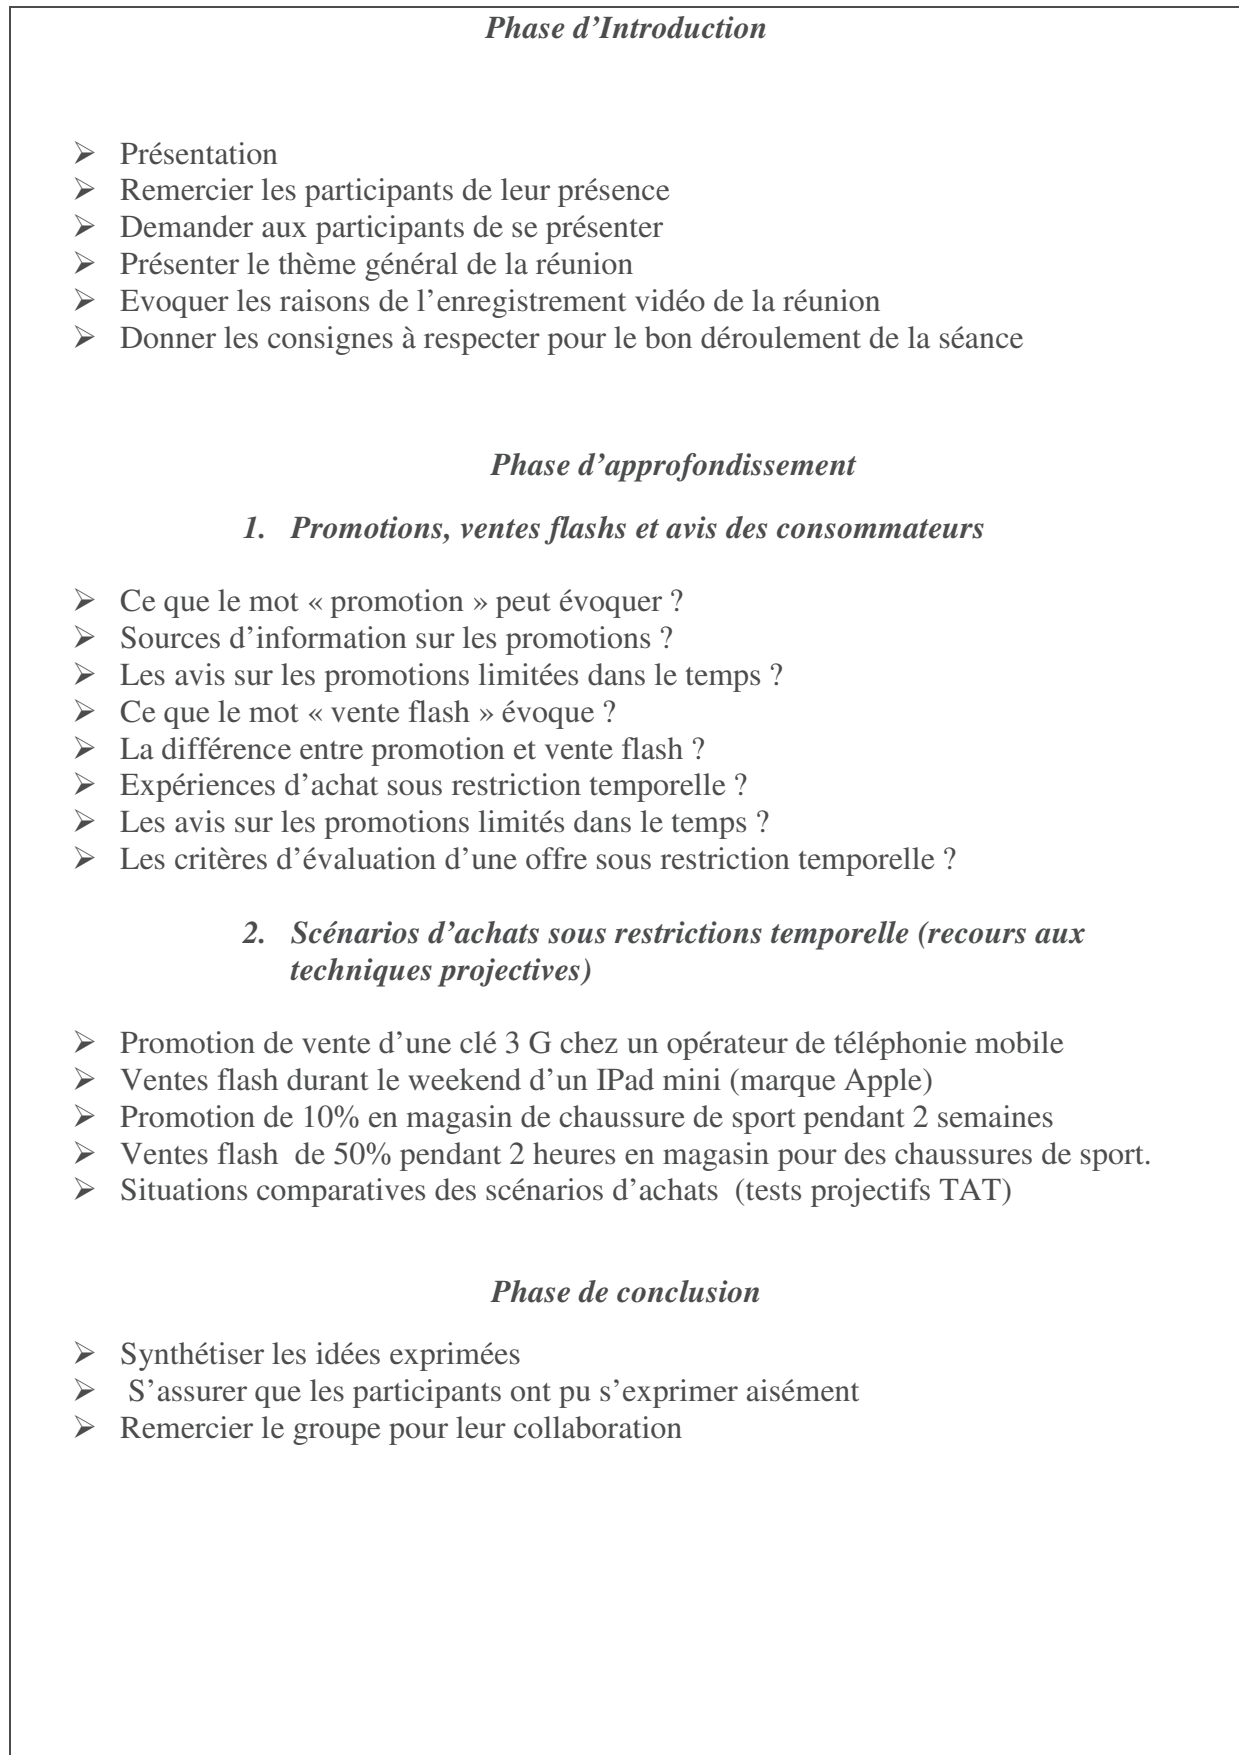 Phase d’Introduction
➢ Présentation
➢ Remercier les participants de leur présence
➢ Demander aux participants de se présenter
➢ Présenter le thème général de la réunion
➢ Evoquer les raisons de l’enregistrement vidéo de la réunion
➢ Donner les consignes à respecter pour le bon déroulement de la séance
Phase d’approfondissement
1. Promotions, ventes flashs et avis des consommateurs
➢ Ce que le mot « promotion » peut évoquer ?
➢ Sources d’information sur les promotions ?
➢ Les avis sur les promotions limitées dans le temps ?
➢ Ce que le mot « vente flash » évoque ?
➢ La différence entre promotion et vente flash ?
➢ Expériences d’achat sous restriction temporelle ?
➢ Les avis sur les promotions limités dans le temps ?
➢ Les critères d’évaluation d’une offre sous restriction temporelle ?
2. Scénarios d’achats sous restrictions temporelle (recours aux
techniques projectives)
➢ Promotion de vente d’une clé 3 G chez un opérateur de téléphonie mobile
➢ Ventes flash durant le weekend d’un IPad mini (marque Apple)
➢ Promotion de 10% en magasin de chaussure de sport pendant 2 semaines
➢ Ventes flash  de 50% pendant 2 heures en magasin pour des chaussures de sport.
➢ Situations comparatives des scénarios d’achats  (tests projectifs TAT)
Phase de conclusion
➢ Synthétiser les idées exprimées
➢ S’assurer que les participants ont pu s’exprimer aisément
➢ Remercier le groupe pour leur collaboration